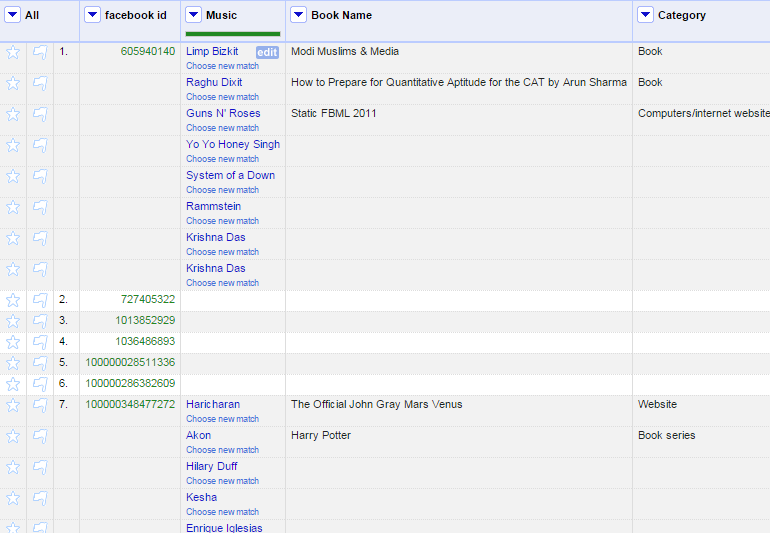 All facebook id Music Book Name Category
1. 605940140 Limp Bizkit edit Modi Muslims & Media Book
Choose new match
Raghu Dixit How to Prepare for Quantitative Aptitude for the CAT by Arun Sharma Book
Choose new match
Guns N' Roses Static FBML 2011 Computers/internet website
Choose new match
Yo Yo Honey Singh
Choose new match
System of a Down
Choose new match
Rammstein
Choose new match
Krishna Das
Choose new match
Krishna Das
Choose new match
2. 727405322
3. 1013852929
4. 1036486893
5. 100000028511336
6. 100000286382609
7. 100000348477272 Haricharan The Official John Gray Mars Venus Website
Choose new match
Akon Harry Potter Book series
Choose new match
Hilary Duff
Choose new match
Kesha
Choose new match
Enrique Iglesias